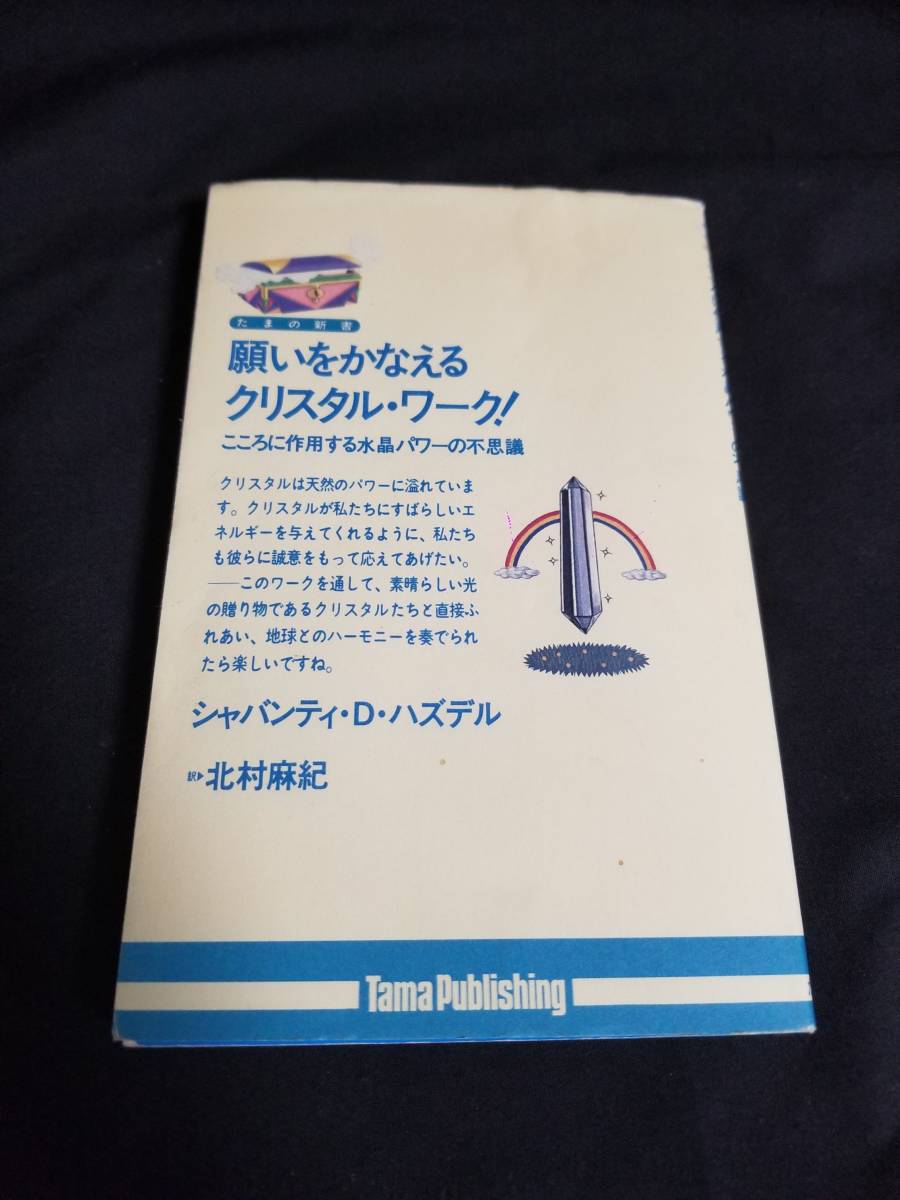 たまの新書
願いをかなえる
クリスタル・ワーク!
こころに作用する水晶パワーの不思議
クリスタルは天然のパワーに溢れていま
す。クリスタルが私たちにすばらしいエ
ネルギーを与えてくれるように、私たち
も彼らに誠意をもって応えてあげたい。
──このワークを通して、素晴らしい光
の贈り物であるクリスタルたちと直接ふ
れあい、地球とのハーモニーを奏でられ
たら楽しいですね。
シャバンティ・D・ハズデル
訳▶北村麻紀
Tama Publishing